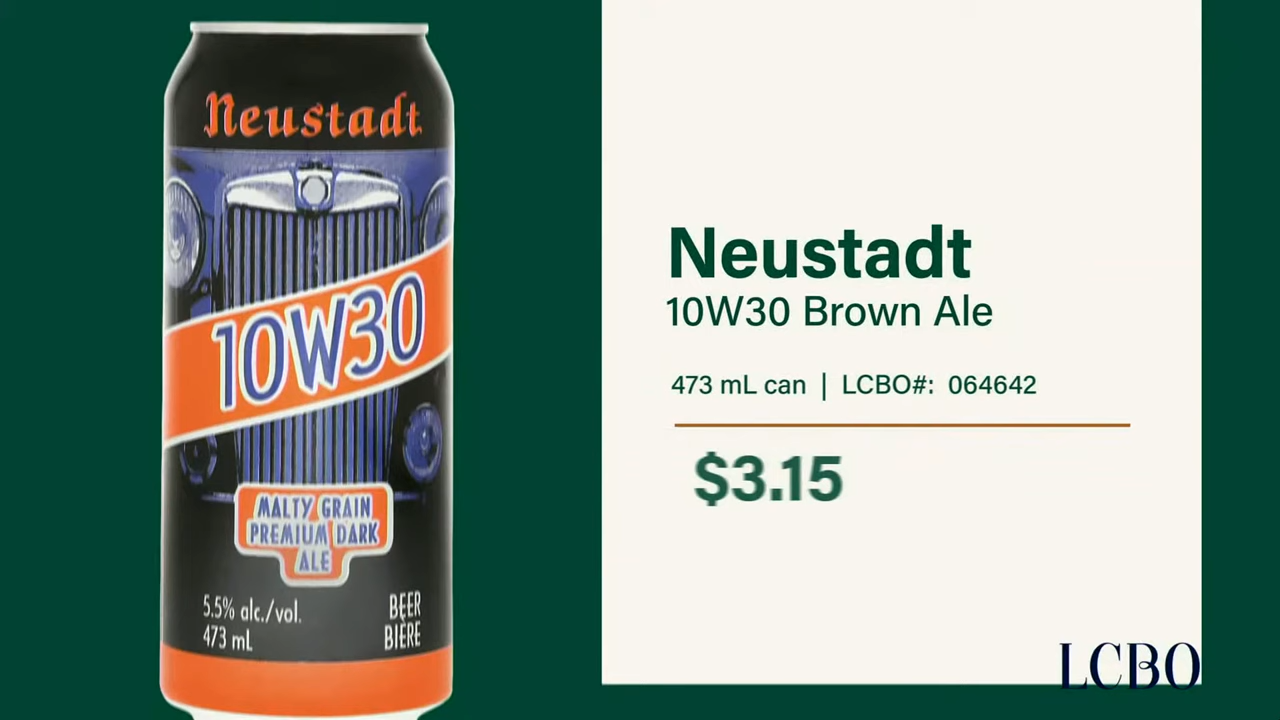 Neustadt
10W30
MALTY GRAIN
PREMIUM DARK
ALE
5.5% alc./vol.
473 mL
BEER
BIÈRE
Neustadt
10W30 Brown Ale
473 mL can | LCBO#: 064642
$3.15
LCBO